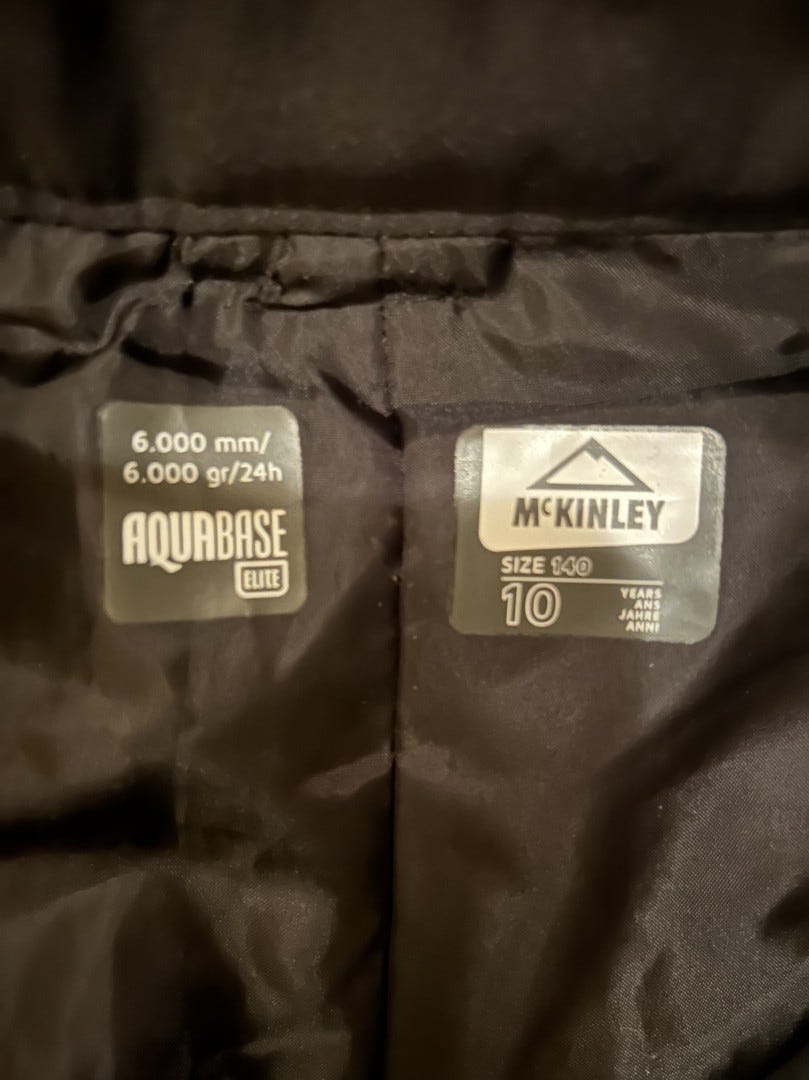 6.000 mm/
6.000 gr/24h
AQUABASE
ELITE
McKINLEY
SIZE 140
10
YEARS
ANS
JAHRE
ANNI